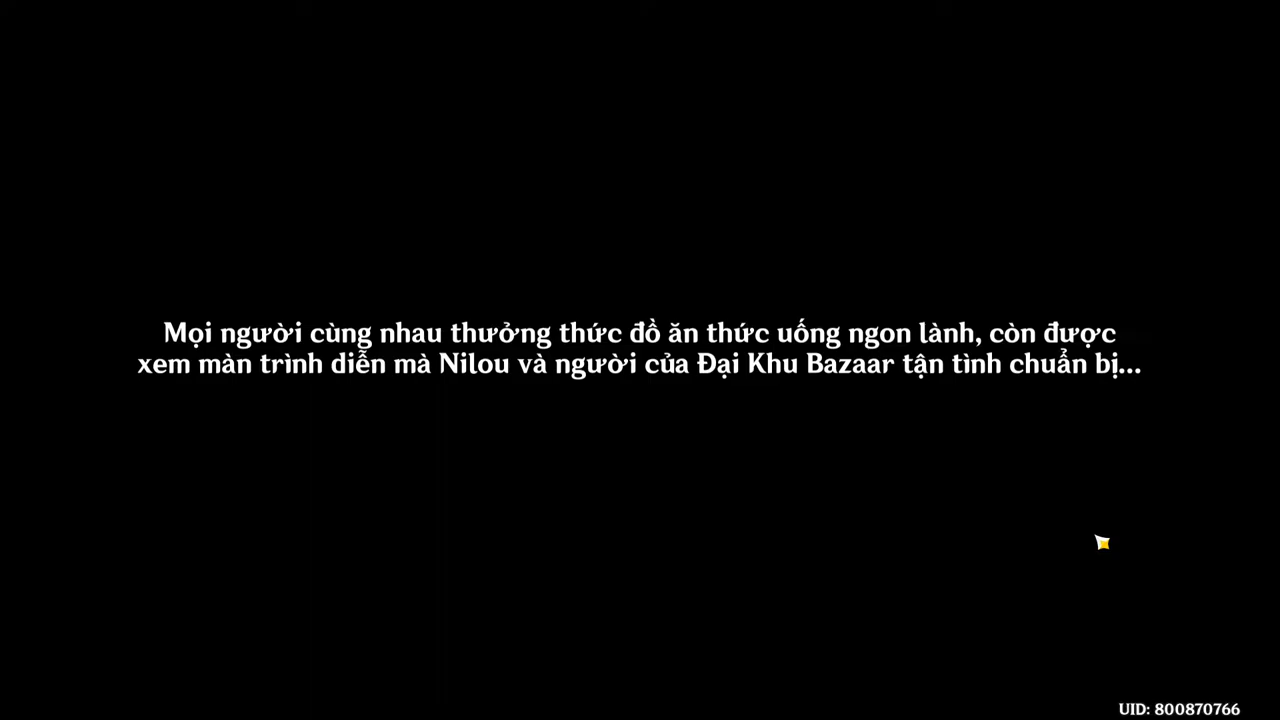 Mọi người cùng nhau thưởng thức đồ ăn thức uống ngon lành, còn được
xem màn trình diễn mà Nilou và người của Đại Khu Bazaar tận tình chuẩn bị...
UID: 800870766